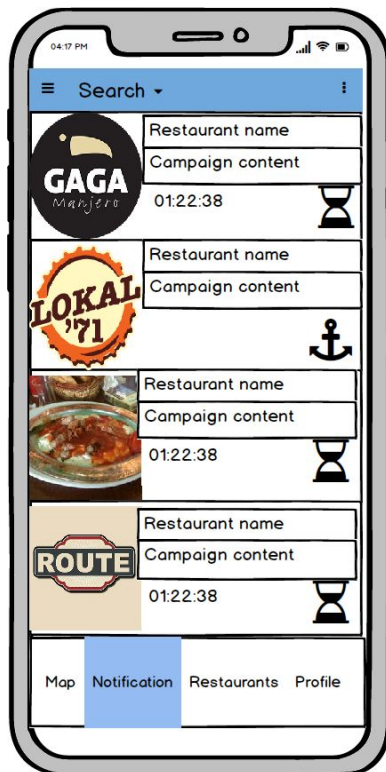 04:17 PM
Search
GAGA
Manjero
Restaurant name
Campaign content
01:22:38
LOKAL
'71
Restaurant name
Campaign content
Restaurant name
Campaign content
01:22:38
ROUTE
Restaurant name
Campaign content
01:22:38
Map Notification Restaurants Profile